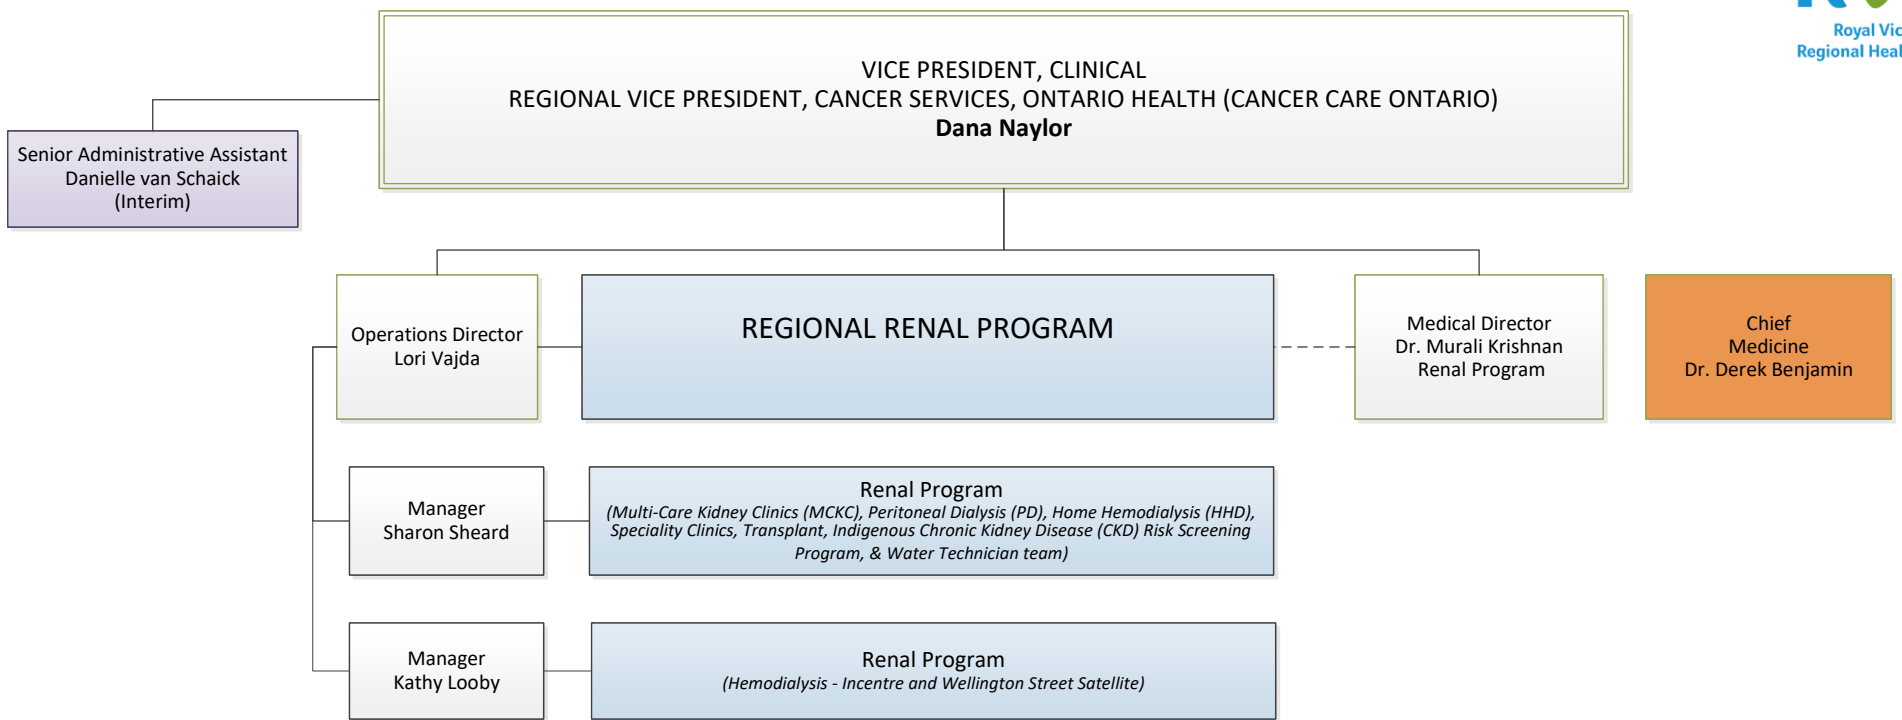 Royal Vic
Regional Heal
VICE PRESIDENT, CLINICAL
REGIONAL VICE PRESIDENT, CANCER SERVICES, ONTARIO HEALTH (CANCER CARE ONTARIO)
Dana Naylor
Senior Administrative Assistant
Danielle van Schaick
(Interim)
Operations Director
Lori Vajda
REGIONAL RENAL PROGRAM
Medical Director
Dr. Murali Krishnan
Renal Program
Chief
Medicine
Dr. Derek Benjamin
Manager
Sharon Sheard
Renal Program
(Multi-Care Kidney Clinics (MCKC), Peritoneal Dialysis (PD), Home Hemodialysis (HHD),
Speciality Clinics, Transplant, Indigenous Chronic Kidney Disease (CKD) Risk Screening
Program, & Water Technician team)
Manager
Kathy Looby
Renal Program
(Hemodialysis - Incentre and Wellington Street Satellite)